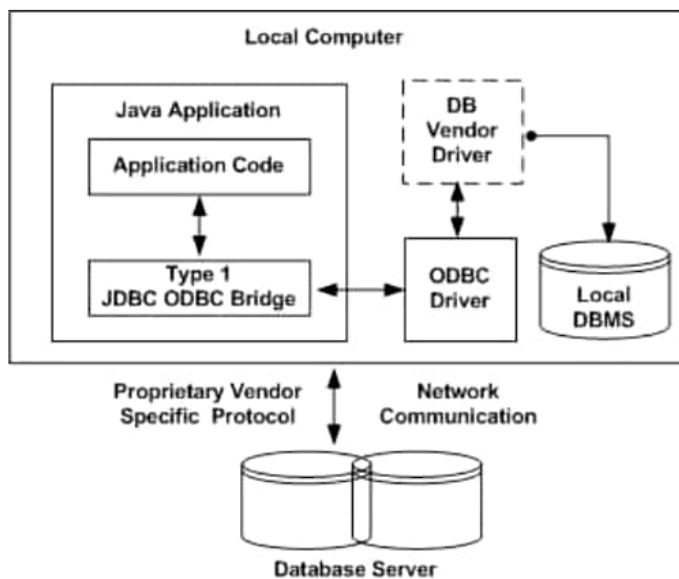 Local Computer
Java Application
Application Code
Type 1
JDBC ODBC Bridge
DB
Vendor
Driver
ODBC
Driver
Local
DBMS
Proprietary Vendor
Specific Protocol
Network
Communication
Database Server